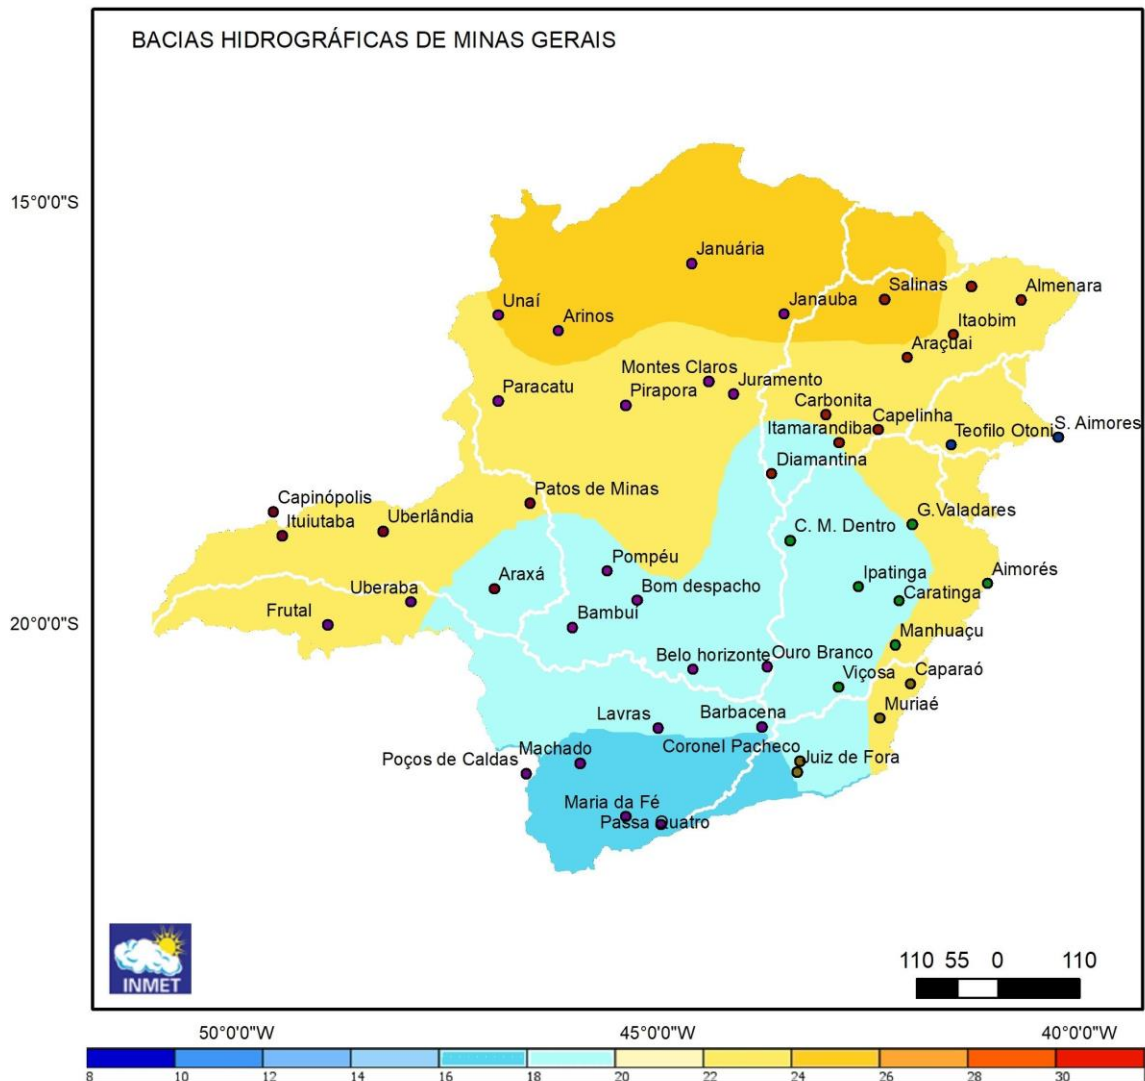 BACIAS HIDROGRÁFICAS DE MINAS GERAIS
15°0'0"S
Januária
Unaí
Arinos
Janauba
Salinas
Almenara
Itaobim
Araçuai
Montes Claros
Paracatu
Pirapora
Juramento
Carbonita
Capelinha
Itamarandiba
Teofilo Otoni
S. Aimores
Diamantina
Capinópolis
Patos de Minas
Ituiutaba
Uberlândia
G.Valadares
C. M. Dentro
Pompéu
Araxá
Bom despacho
Ipatinga
Aimorés
Uberaba
Caratinga
Frutal
Bambuí
20°0'0"S
Manhuaçu
Belo horizonte
Ouro Branco
Viçosa
Caparaó
Muriaé
Lavras
Barbacena
Machado
Coronel Pacheco
Poços de Caldas
Juiz de Fora
Maria da Fé
Passa Quatro
INMET
110 55 0 110
50°0'0"W 45°0'0"W 40°0'0"W
8 10 12 14 16 18 20 22 24 26 28 30